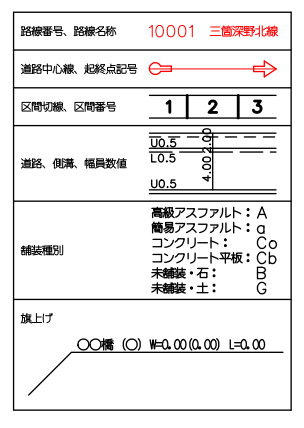 路線番号、路線名称 10001 三箇深野北線
道路中心線、起終点記号
区間切線、区間番号 1 2 3
道路、側溝、幅員数値 U0.5 L0.5 U0.5 4.00 2.00
舗装種別
高級アスファルト： A
簡易アスファルト： a
コンクリート： Co
コンクリート平板： Cb
未舗装・石： B
未舗装・土： G
旗上げ
〇〇橋 (〇) W=0.00(0.00) L=0.00